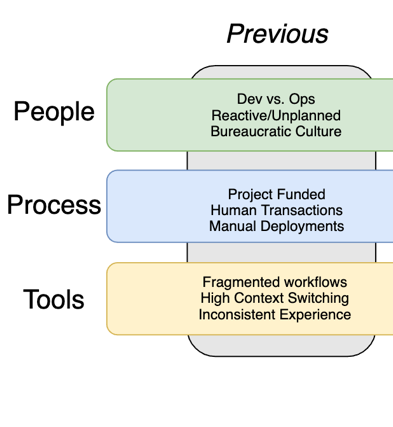 Previous
People
Dev vs. Ops
Reactive/Unplanned
Bureaucratic Culture
Process
Project Funded
Human Transactions
Manual Deployments
Tools
Fragmented workflows
High Context Switching
Inconsistent Experience